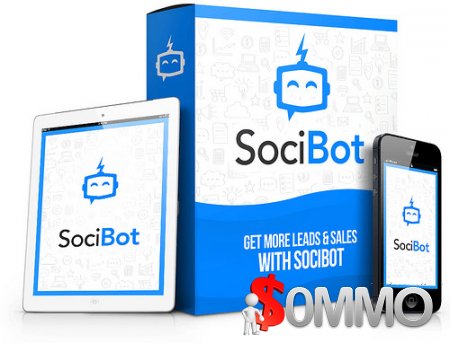 SociBot
GET MORE LEADS & SALES
WITH SOCIBOT
SociBot
SociBot
$OMMO